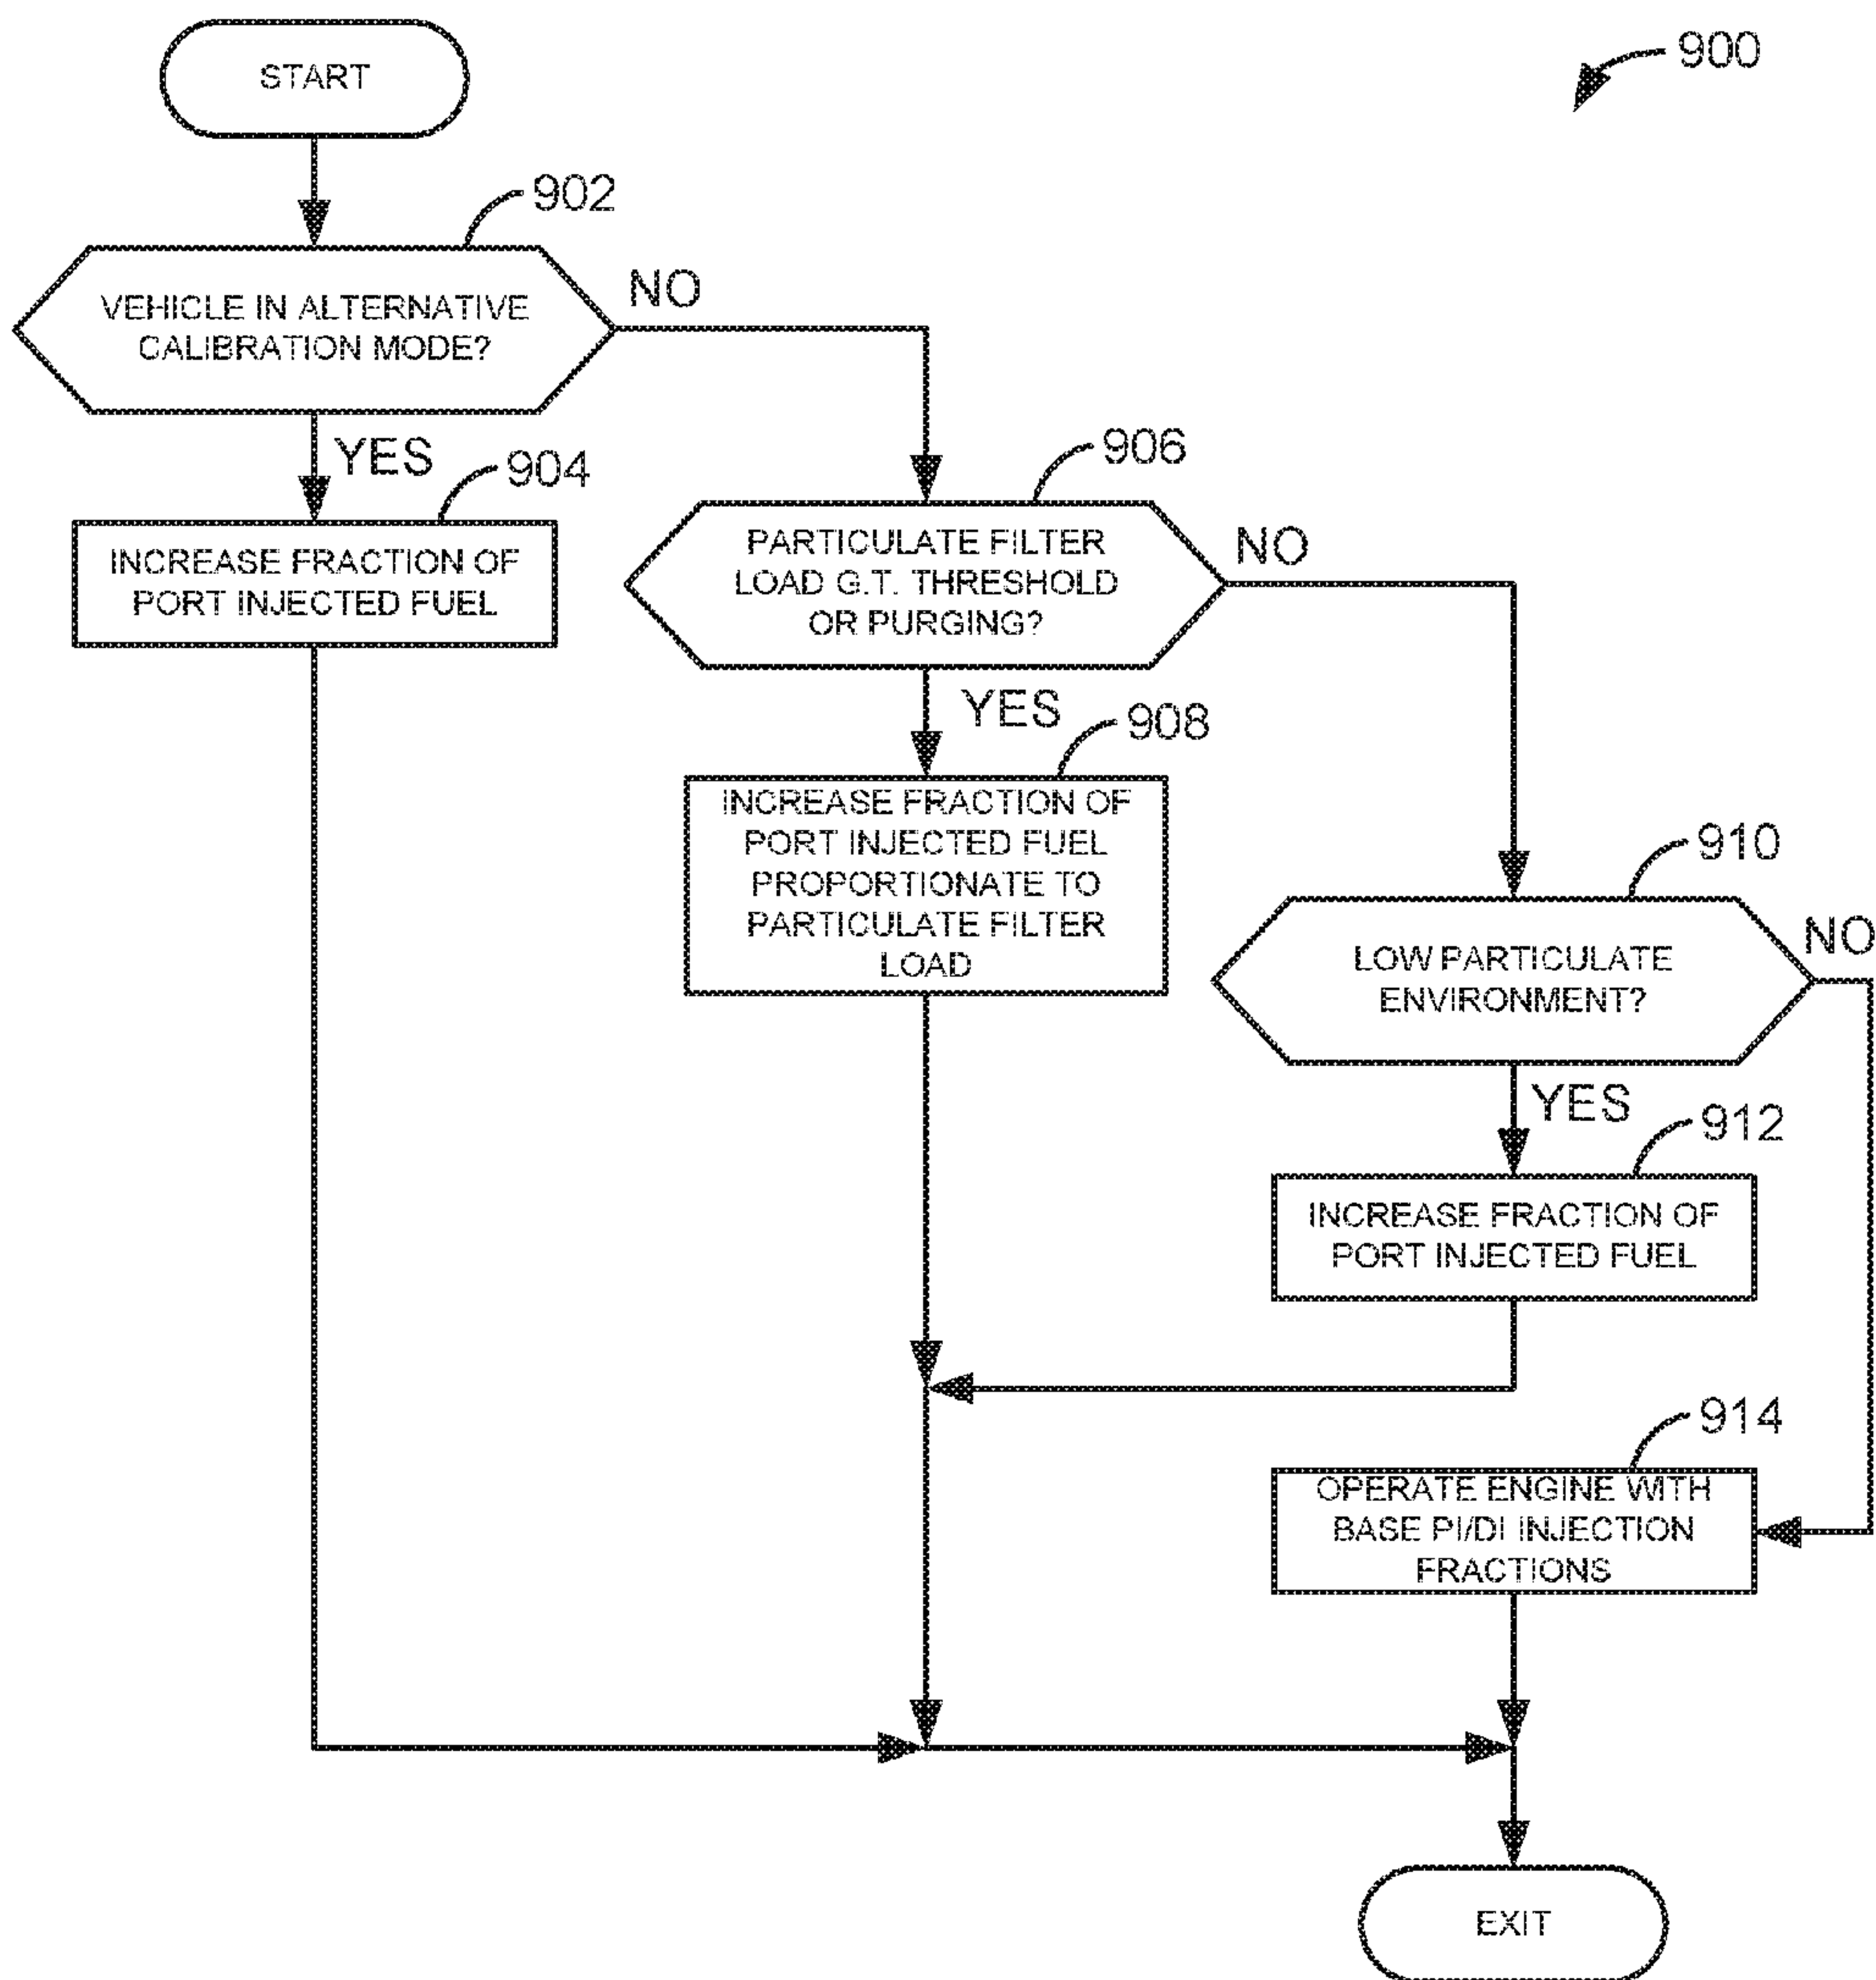 START
900
902
VEHICLE IN ALTERNATIVE
CALIBRATION MODE?
NO
YES
904
INCREASE FRACTION OF
PORT INJECTED FUEL
906
PARTICULATE FILTER
LOAD G.T. THRESHOLD
OR PURGING?
NO
YES
908
INCREASE FRACTION OF
PORT INJECTED FUEL
PROPORTIONATE TO
PARTICULATE FILTER
LOAD
910
LOW PARTICULATE
ENVIRONMENT?
NO
YES
912
INCREASE FRACTION OF
PORT INJECTED FUEL
914
OPERATE ENGINE WITH
BASE PI/DI INJECTION
FRACTIONS
EXIT